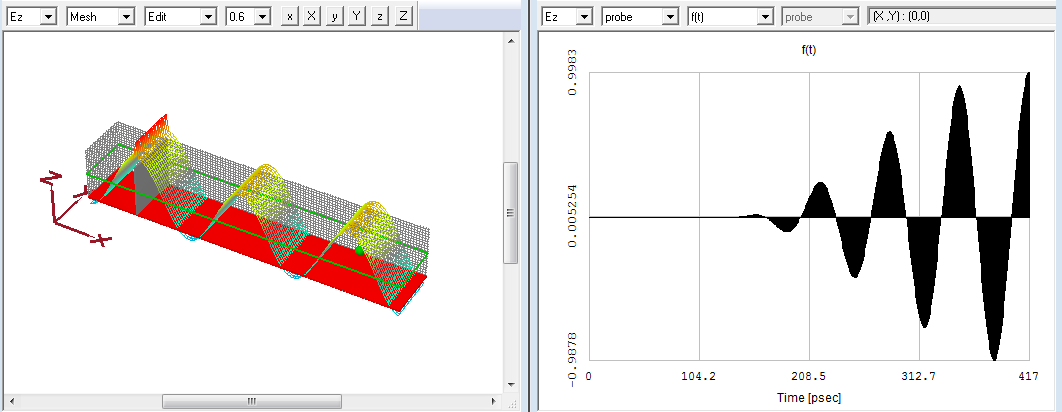 Ez Mesh Edit 0.6 x X y Y z Z
Z
Y
X
Ez probe f(t) probe (X ,Y) : (0,0)
f(t)
0.9983
0.005254
-0.9878
0 104.2 208.5 312.7 417
Time [psec]